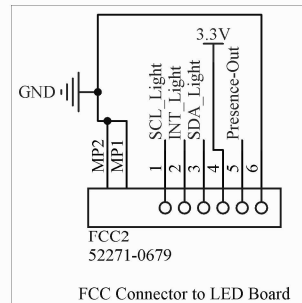 3.3V
GND
SCL_Light
INT_Light
SDA_Light
Presence-Out
MP2
MP1
1
2
3
4
5
6
FCC2
52271-0679
FCC Connector to LED Board